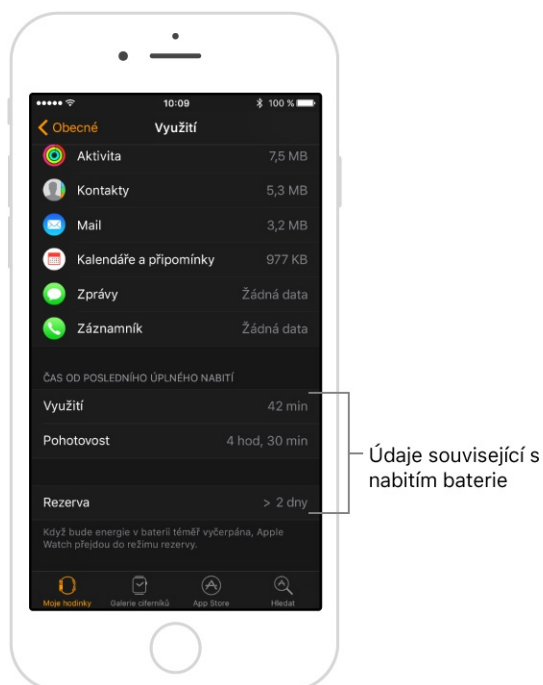 10:09 100 %
Obecné Využití
Aktivita 7,5 MB
Kontakty 5,3 MB
Mail 3,2 MB
Kalendáře a připomínky 977 KB
Zprávy Žádná data
Záznamník Žádná data
ČAS OD POSLEDNÍHO ÚPLNÉHO NABITÍ
Využití 42 min
Pohotovost 4 hod, 30 min
Rezerva > 2 dny
Když bude energie v baterii téměř vyčerpána, Apple
Watch přejdou do režimu rezervy.
Moje hodinky Galerie ciferníků App Store Hledat
Údaje související s
nabitím baterie